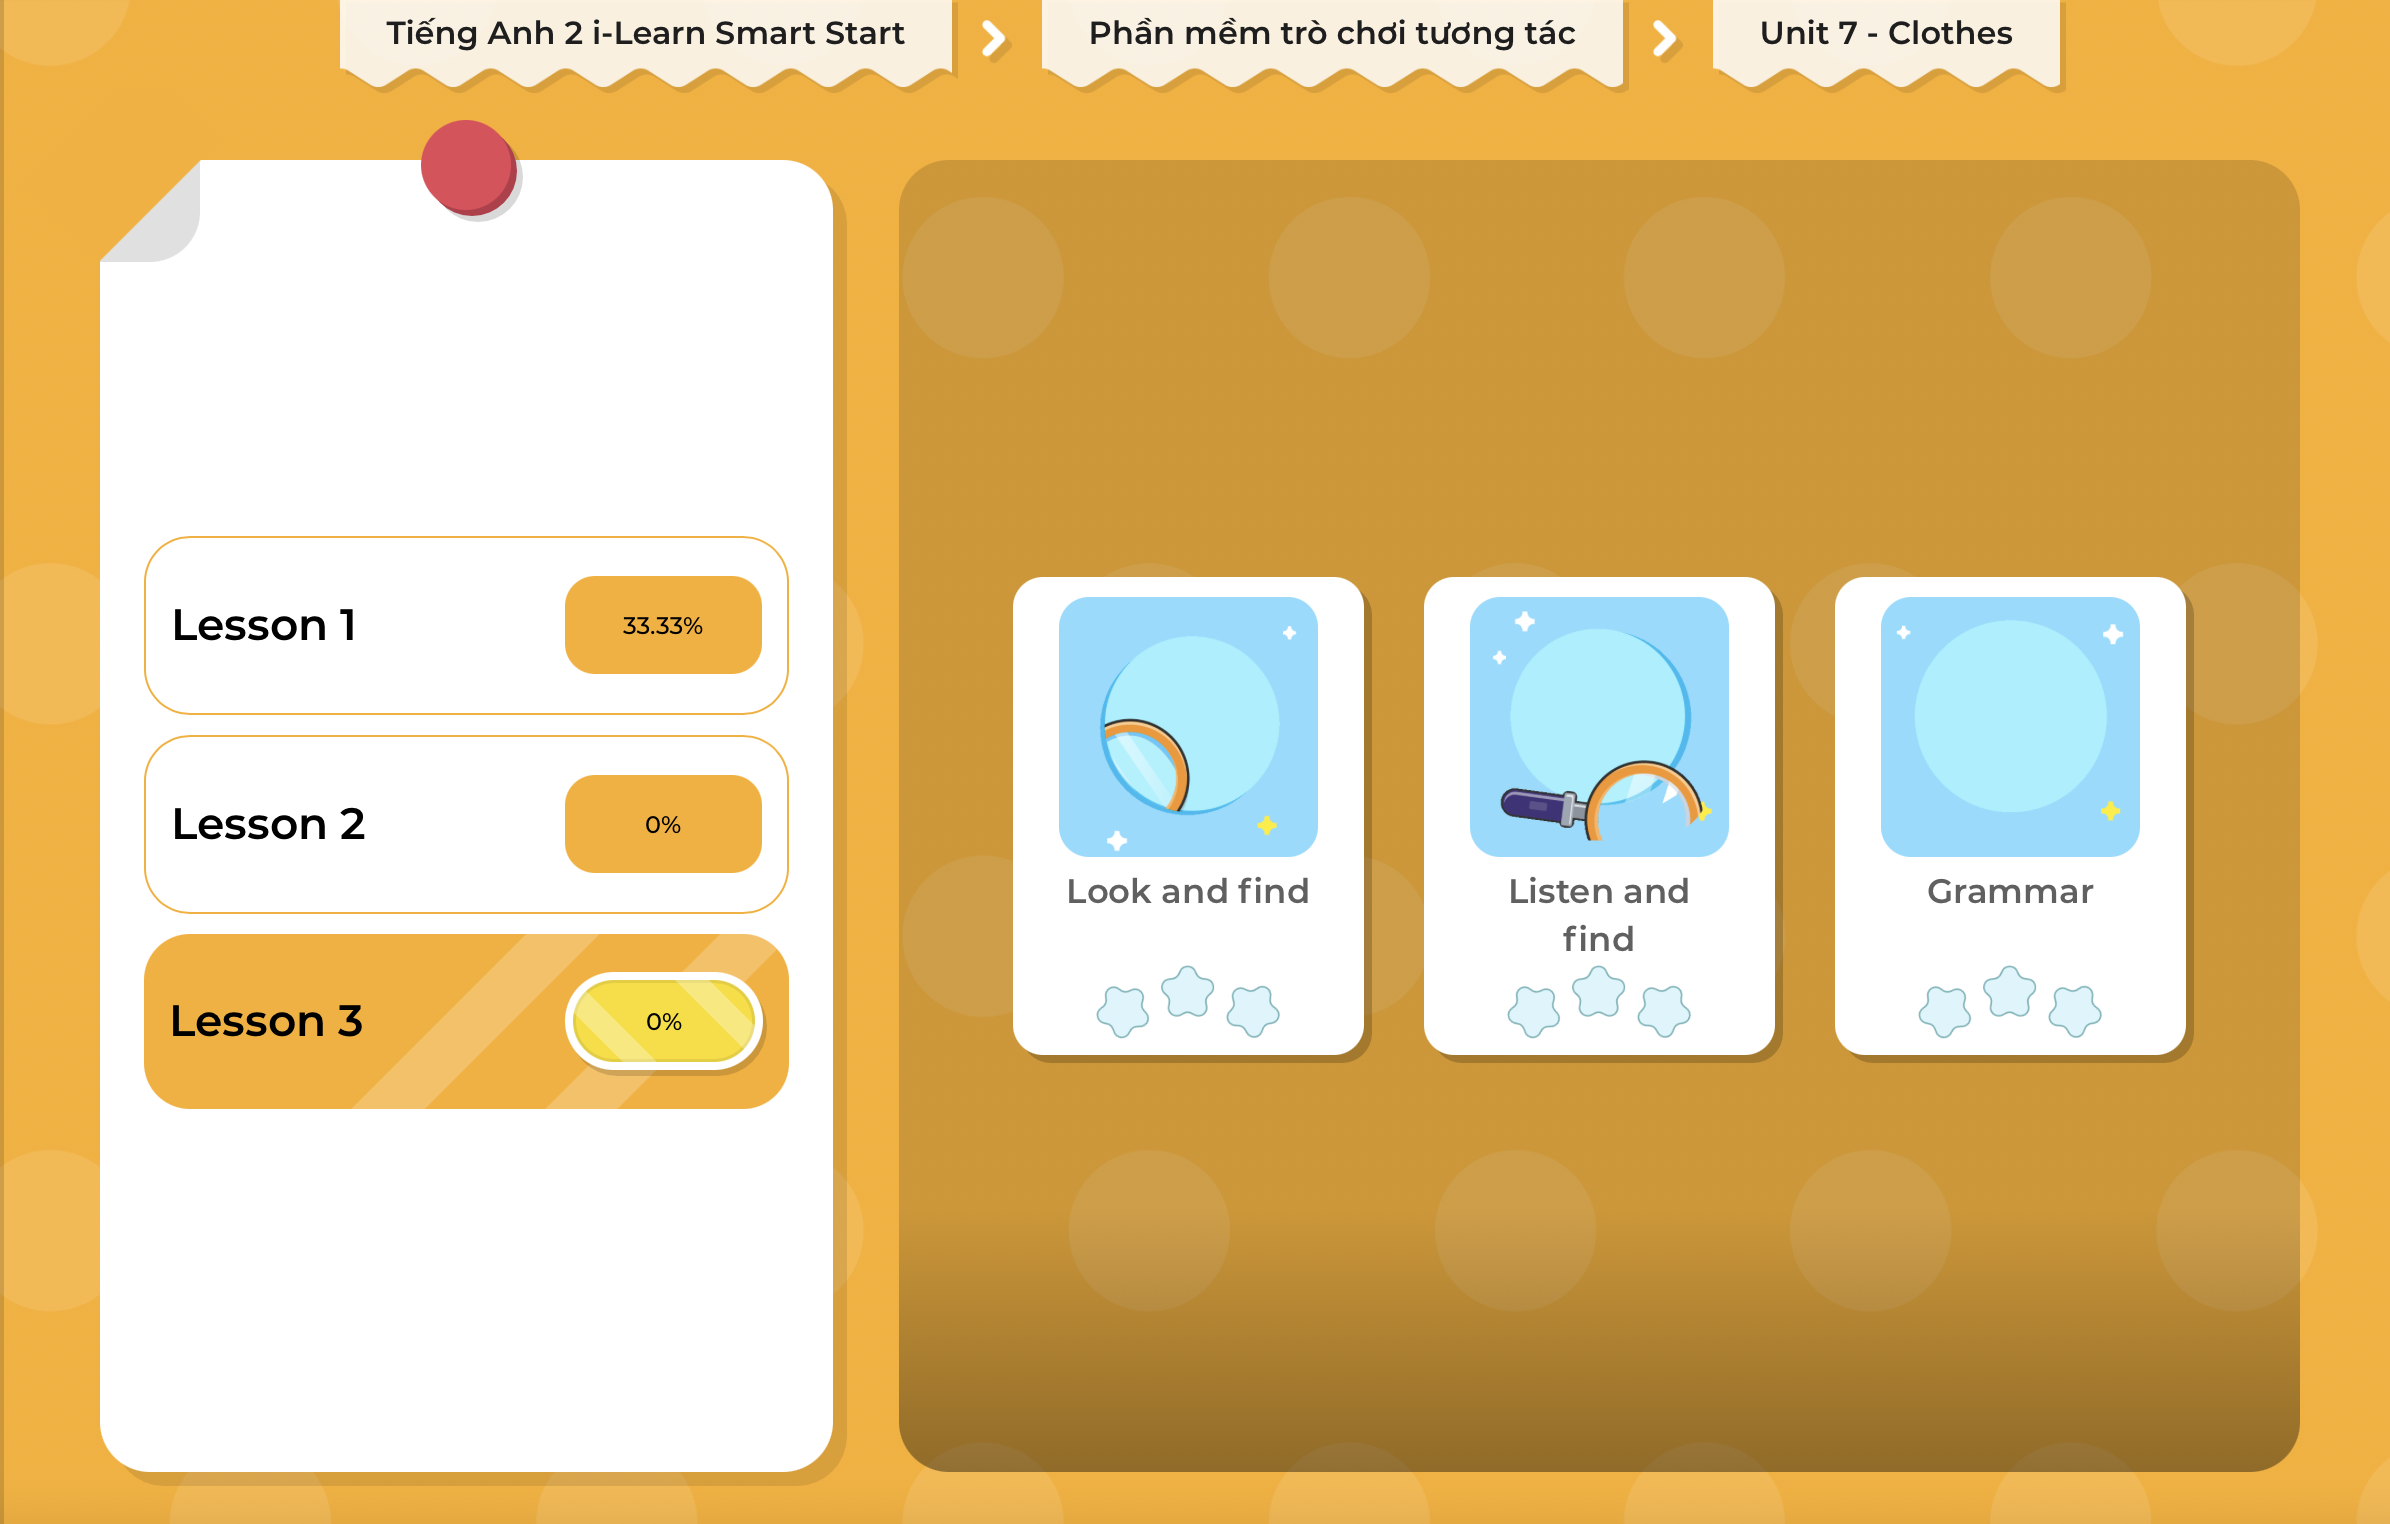 Tiếng Anh 2 i-Learn Smart Start
Phần mềm trò chơi tương tác
Unit 7 - Clothes
Lesson 1
33.33%
Lesson 2
0%
Lesson 3
0%
Look and find
Listen and
find
Grammar